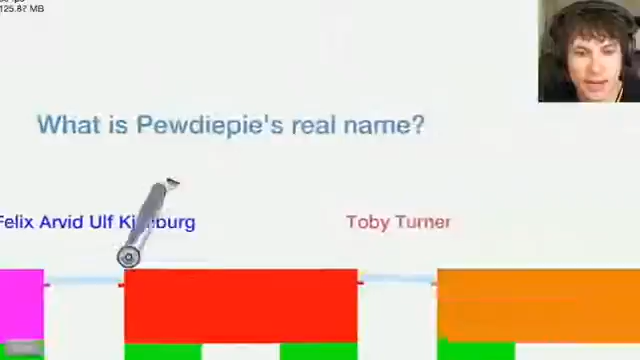 125.87 MB
What is Pewdiepie's real name?
Felix Arvid Ulf
Toby Turner